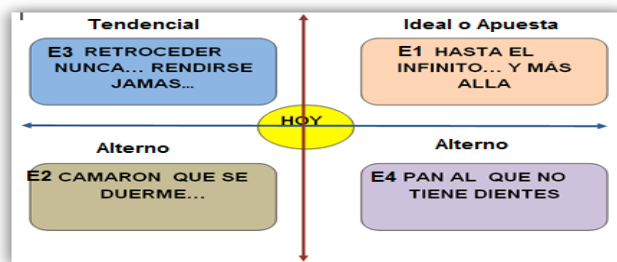 Tendencial
Ideal o Apuesta
E3 RETROCEDER
NUNCA... RENDIRSE
JAMAS...
E1 HASTA EL
INFINITO... Y MÁS
ALLA
HOY
Alterno
Alterno
E2 CAMARON QUE SE
DUERME...
E4 PAN AL QUE NO
TIENE DIENTES